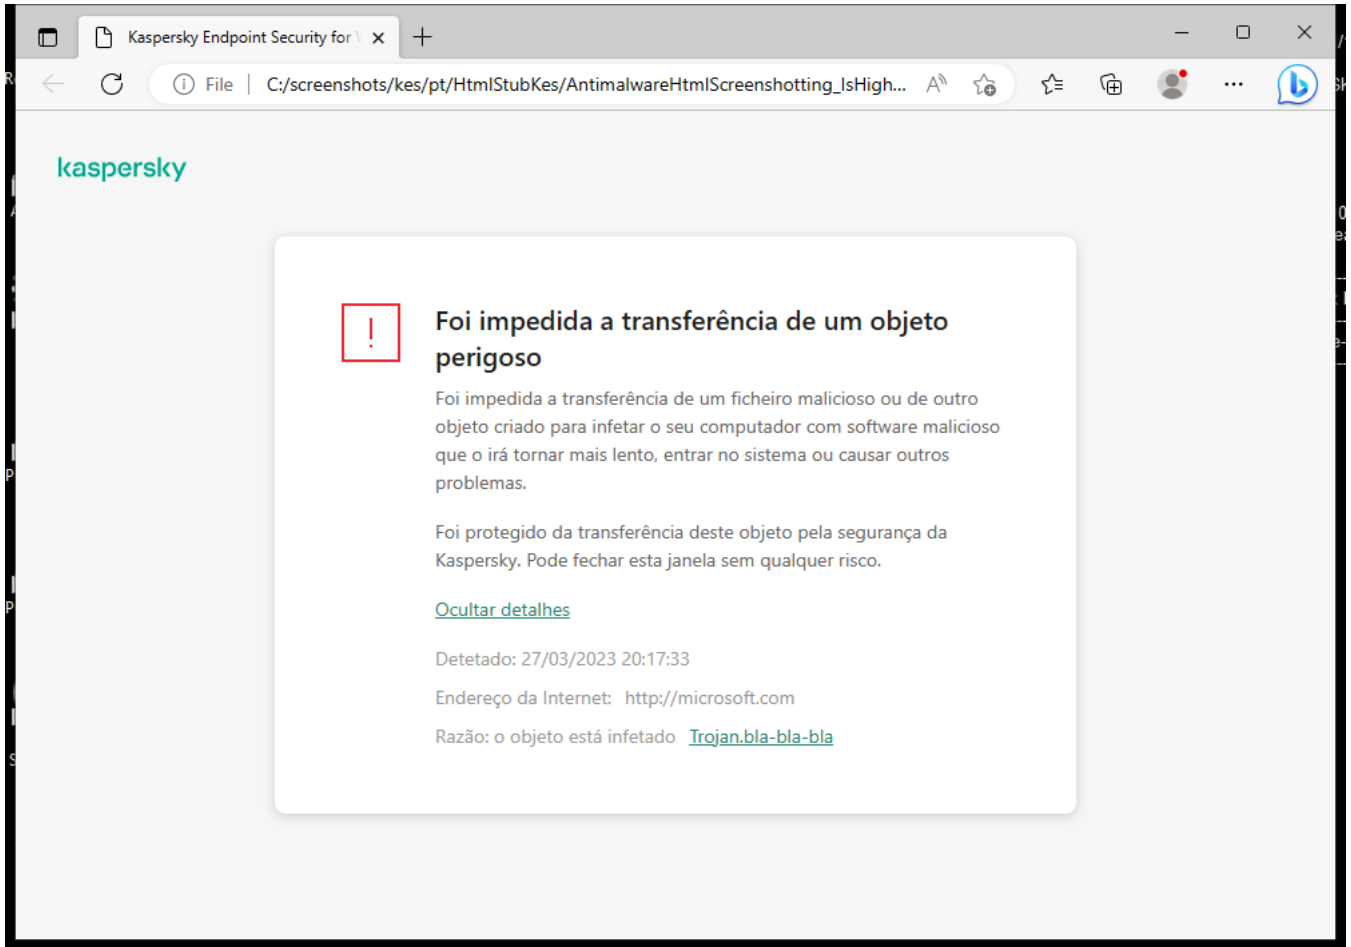 Kaspersky Endpoint Security for
File
C:/screenshots/kes/pt/HtmlStubKes/AntimalwareHtmlScreenshotting_IsHigh...
kaspersky
Foi impedida a transferência de um objeto
perigoso
Foi impedida a transferência de um ficheiro malicioso ou de outro
objeto criado para infetar o seu computador com software malicioso
que o irá tornar mais lento, entrar no sistema ou causar outros
problemas.
Foi protegido da transferência deste objeto pela segurança da
Kaspersky. Pode fechar esta janela sem qualquer risco.
Ocultar detalhes
Detetado: 27/03/2023 20:17:33
Endereço da Internet: http://microsoft.com
Razão: o objeto está infetado Trojan.bla-bla-bla